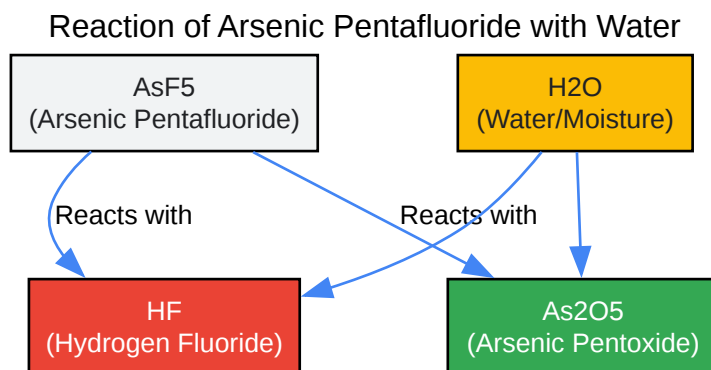 Reaction of Arsenic Pentafluoride with Water
AsF5
(Arsenic Pentafluoride)
H2O
(Water/Moisture)
Reacts with
Reacts with
HF
(Hydrogen Fluoride)
As2O5
(Arsenic Pentoxide)